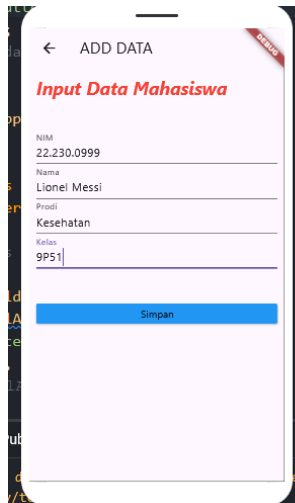 ADD DATA
DEBUG
Input Data Mahasiswa
NIM
22.230.0999
Nama
Lionel Messi
Prodi
Kesehatan
Kelas
9P51
Simpan